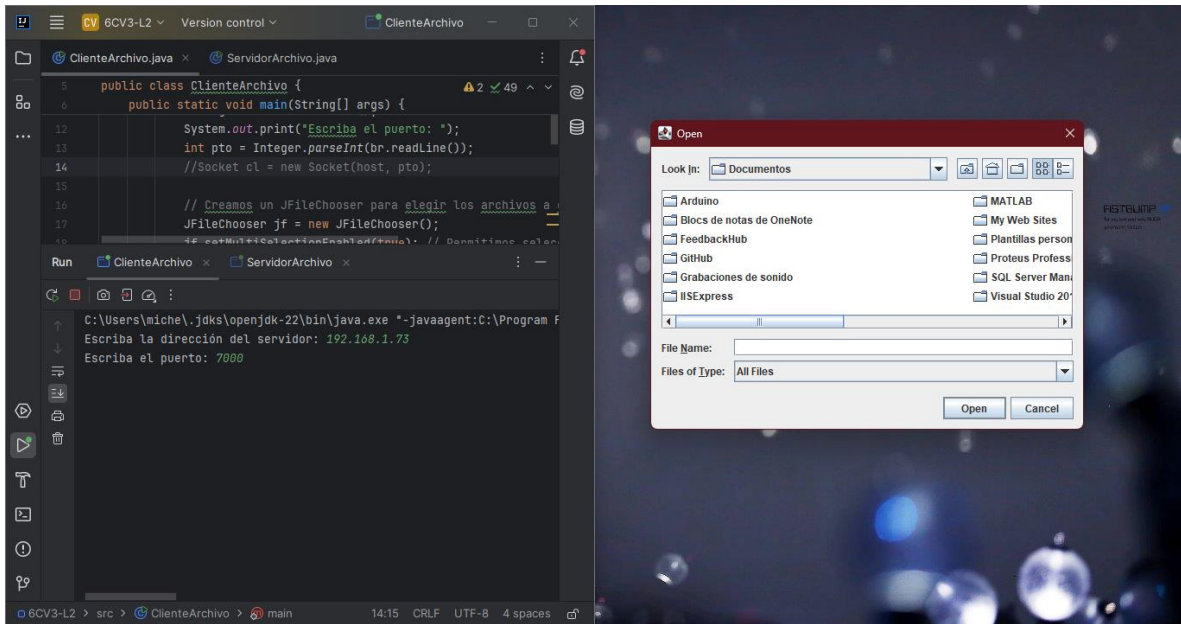 CV 6CV3-L2 Version control ClienteArchivo
ClienteArchivo.java ServidorArchivo.java
5 public class ClienteArchivo { 2 49
6 public static void main(String[] args) {
12 System.out.print("Escriba el puerto: ");
13 int pto = Integer.parseInt(br.readLine());
14 //Socket cl = new Socket(host, pto);
15
16 // Creamos un JFileChooser para elegir los archivos a
17 JFileChooser jf = new JFileChooser();
jf.setMultiSelectionEnabled(true); // Permitimos selec
Run ClienteArchivo ServidorArchivo
C:\Users\miche\.jdks\openjdk-22\bin\java.exe "-javaagent:C:\Program F
Escriba la dirección del servidor: 192.168.1.73
Escriba el puerto: 7000
6CV3-L2 > src > ClienteArchivo > main 14:15 CRLF UTF-8 4 spaces
Open
Look In: Documentos
Arduino
Blocs de notas de OneNote
FeedbackHub
GitHub
Grabaciones de sonido
IISExpress
MATLAB
My Web Sites
Plantillas person
Proteus Profess
SQL Server Man
Visual Studio 20
File Name:
Files of Type: All Files
Open Cancel